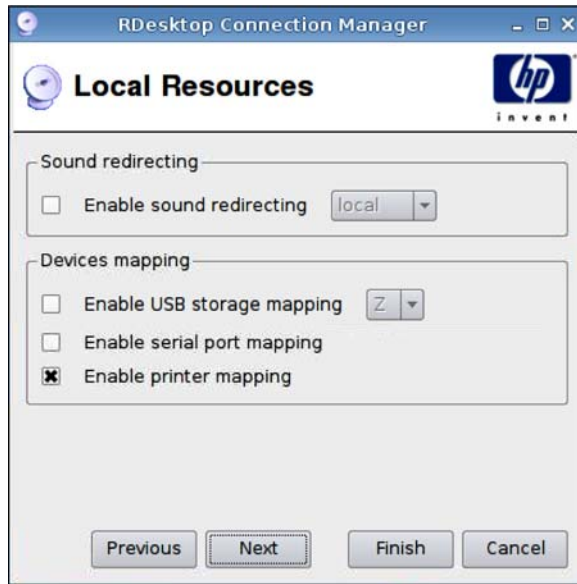 RDesktop Connection Manager
Local Resources
hp
invent
Sound redirecting
Enable sound redirecting local
Devices mapping
Enable USB storage mapping Z
Enable serial port mapping
Enable printer mapping
Previous Next Finish Cancel